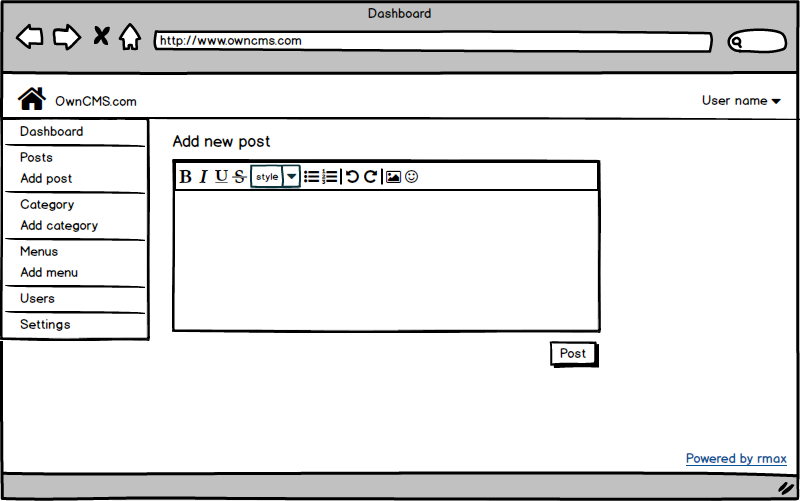 Dashboard
http://www.owncms.com
OwnCMS.com
User name
Dashboard
Posts
Add post
Category
Add category
Menus
Add menu
Users
Settings
Add new post
B I U S style
Post
Powered by rmax